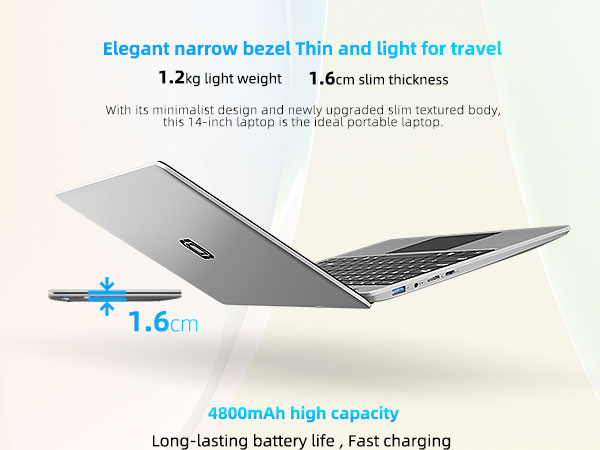 Elegant narrow bezel Thin and light for travel
1.2kg light weight 1.6cm slim thickness
With its minimalist design and newly upgraded slim textured body,
this 14-inch laptop is the ideal portable laptop.
1.6cm
4800mAh high capacity
Long-lasting battery life , Fast charging